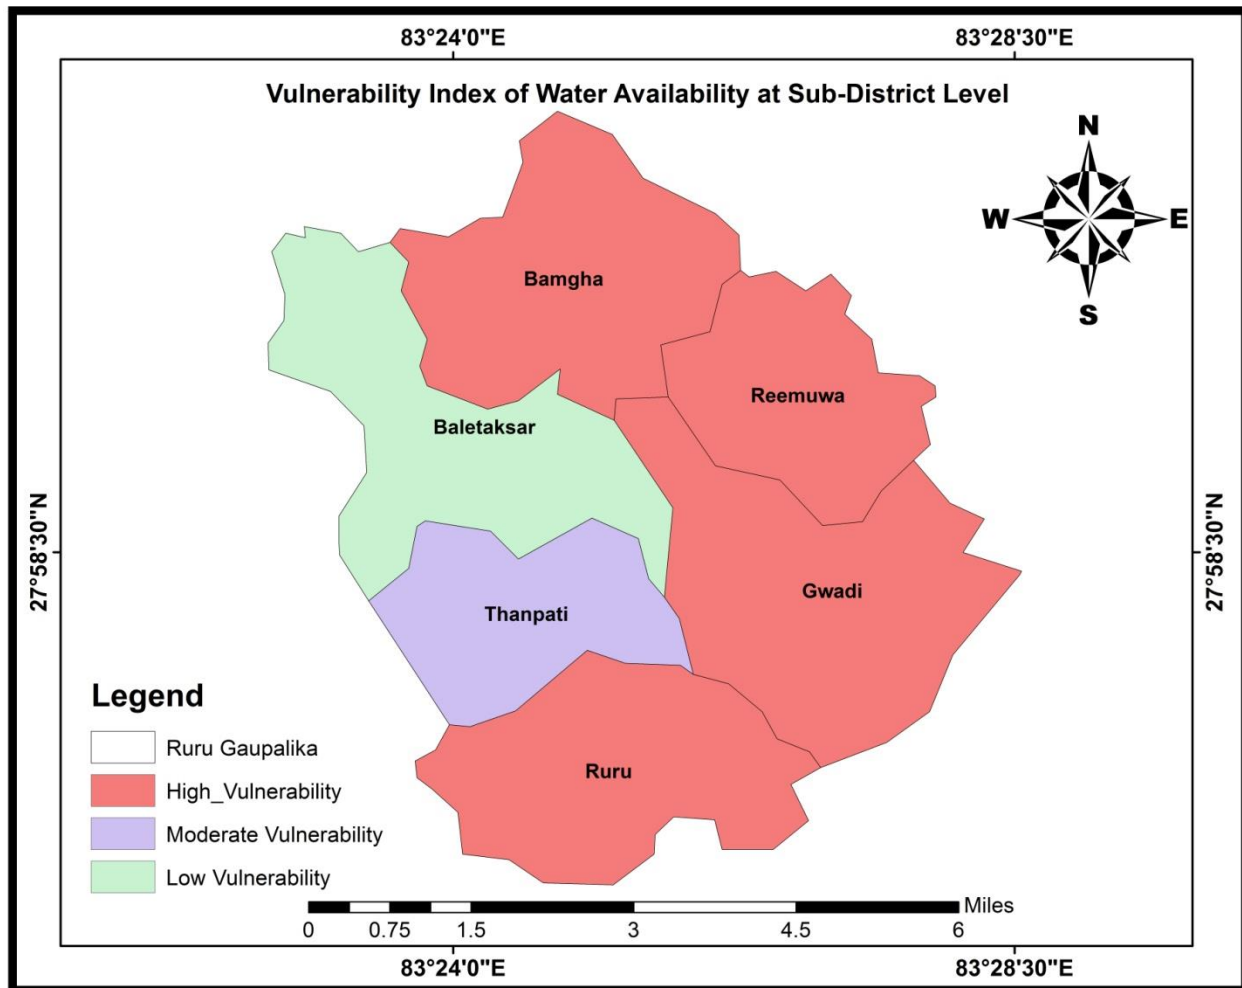 83°24'0"E 83°28'30"E
Vulnerability Index of Water Availability at Sub-District Level
N
W E
S
Bamgha
Reemuwa
Baletaksar
27°58'30"N 27°58'30"N
Gwadi
Thanpati
Legend
Ruru Gaupalika
Ruru
High_Vulnerability
Moderate Vulnerability
Low Vulnerability
Miles
0 0.75 1.5 3 4.5 6
83°24'0"E 83°28'30"E